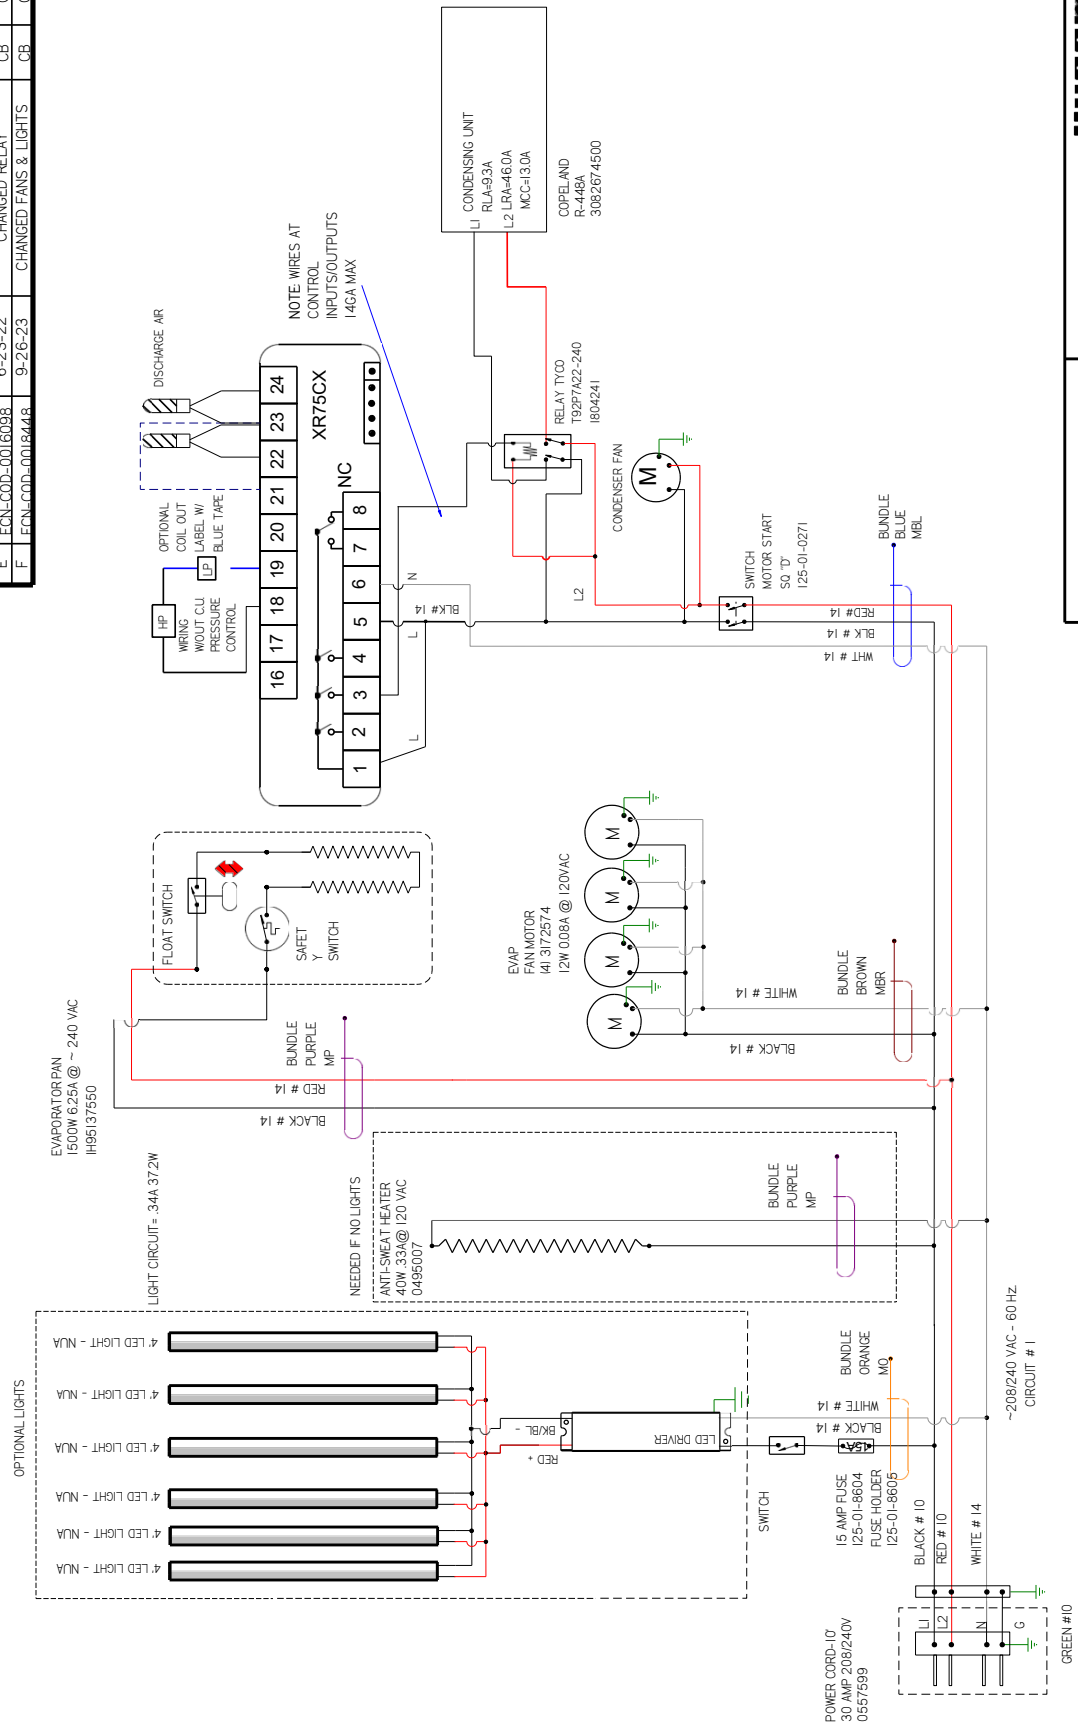 E ECN-COD-0016098 6-23-22 CHANGED RELAY CB
F ECN-COD-0018448 9-26-23 CHANGED FANS & LIGHTS CB
CONDENSING UNIT
RLA=9.3A
LRA=46.0A
MCC=13.0A
L1
L2
COPELAND
R-448A
3082674500
NOTE: WIRES AT
CONTROL
INPUTS/OUTPUTS
14GA MAX
DISCHARGE AIR
OPTIONAL
COIL OUT
LABEL W/
BLUE TAPE
HP
LP
WIRING
W/OUT C.U.
PRESSURE
CONTROL
XR75CX
NC
16 17 18 19 20 21 22 23 24
1 2 3 4 5 6 7 8
L
L
N
BLK# 14
RELAY TYCO
T92P7A22-240
1804241
CONDENSER FAN
M
L2
SWITCH
MOTOR START
SQ "D"
125-01-0271
BUNDLE
BLUE
MBL
RED# 14
BLK # 14
WHT # 14
FLOAT SWITCH
SAFET
Y
SWITCH
EVAPORATOR PAN
1500W 6.25A @ ~ 240 VAC
1H95137550
BUNDLE
PURPLE
MP
RED # 14
BLACK # 14
EVAP
FAN MOTOR
(4) 3172574
12W 0.08A @ 120VAC
M
M
M
M
WHITE # 14
BLACK # 14
BUNDLE
BROWN
MBR
LIGHT CIRCUIT= .34A 37.2W
NEEDED IF NO LIGHTS
ANTI-SWEAT HEATER
40W .33A@ 120 VAC
0495007
BUNDLE
PURPLE
MP
OPTIONAL LIGHTS
4' LED LIGHT - NUA
4' LED LIGHT - NUA
4' LED LIGHT - NUA
4' LED LIGHT - NUA
4' LED LIGHT - NUA
4' LED LIGHT - NUA
BK/BL -
RED +
LED DRIVER
SWITCH
15A
15 AMP FUSE
125-01-8604
FUSE HOLDER
125-01-8605
WHITE # 14
BLACK # 14
BUNDLE
ORANGE
MO
~208/240 VAC - 60 Hz
CIRCUIT # 1
BLACK # 10
RED # 10
WHITE # 14
L1
L2
N
G
POWER CORD-10'
30 AMP 208/240V
0557599
GREEN #10